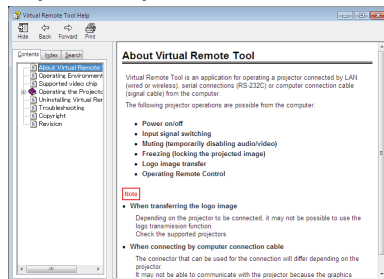 Virtual Remote Tool Help
Hide Back Forward Print
Contents Index Search
About Virtual Remote
Operating Environment
Supported video chip
Operating the Projecto
Uninstalling Virtual Rer
Troubleshooting
Copyright
Revision
About Virtual Remote Tool
Virtual Remote Tool is an application for operating a projector connected by LAN
(wired or wireless), serial connections (RS-232C) or computer connection cable
(signal cable) from the computer.
The following projector operations are possible from the computer:
• Power on/off
• Input signal switching
• Muting (temporarily disabling audio/video)
• Freezing (locking the projected image)
• Logo image transfer
• Operating Remote Control
Note
• When transferring the logo image
Depending on the projector to be connected, it may not be possible to use the
logo transmission function.
Check the supported projectors.
• When connecting by computer connection cable
The connector that can be used for the connection will differ depending on the
projector.
It may not be able to communicate with the projector because the graphics